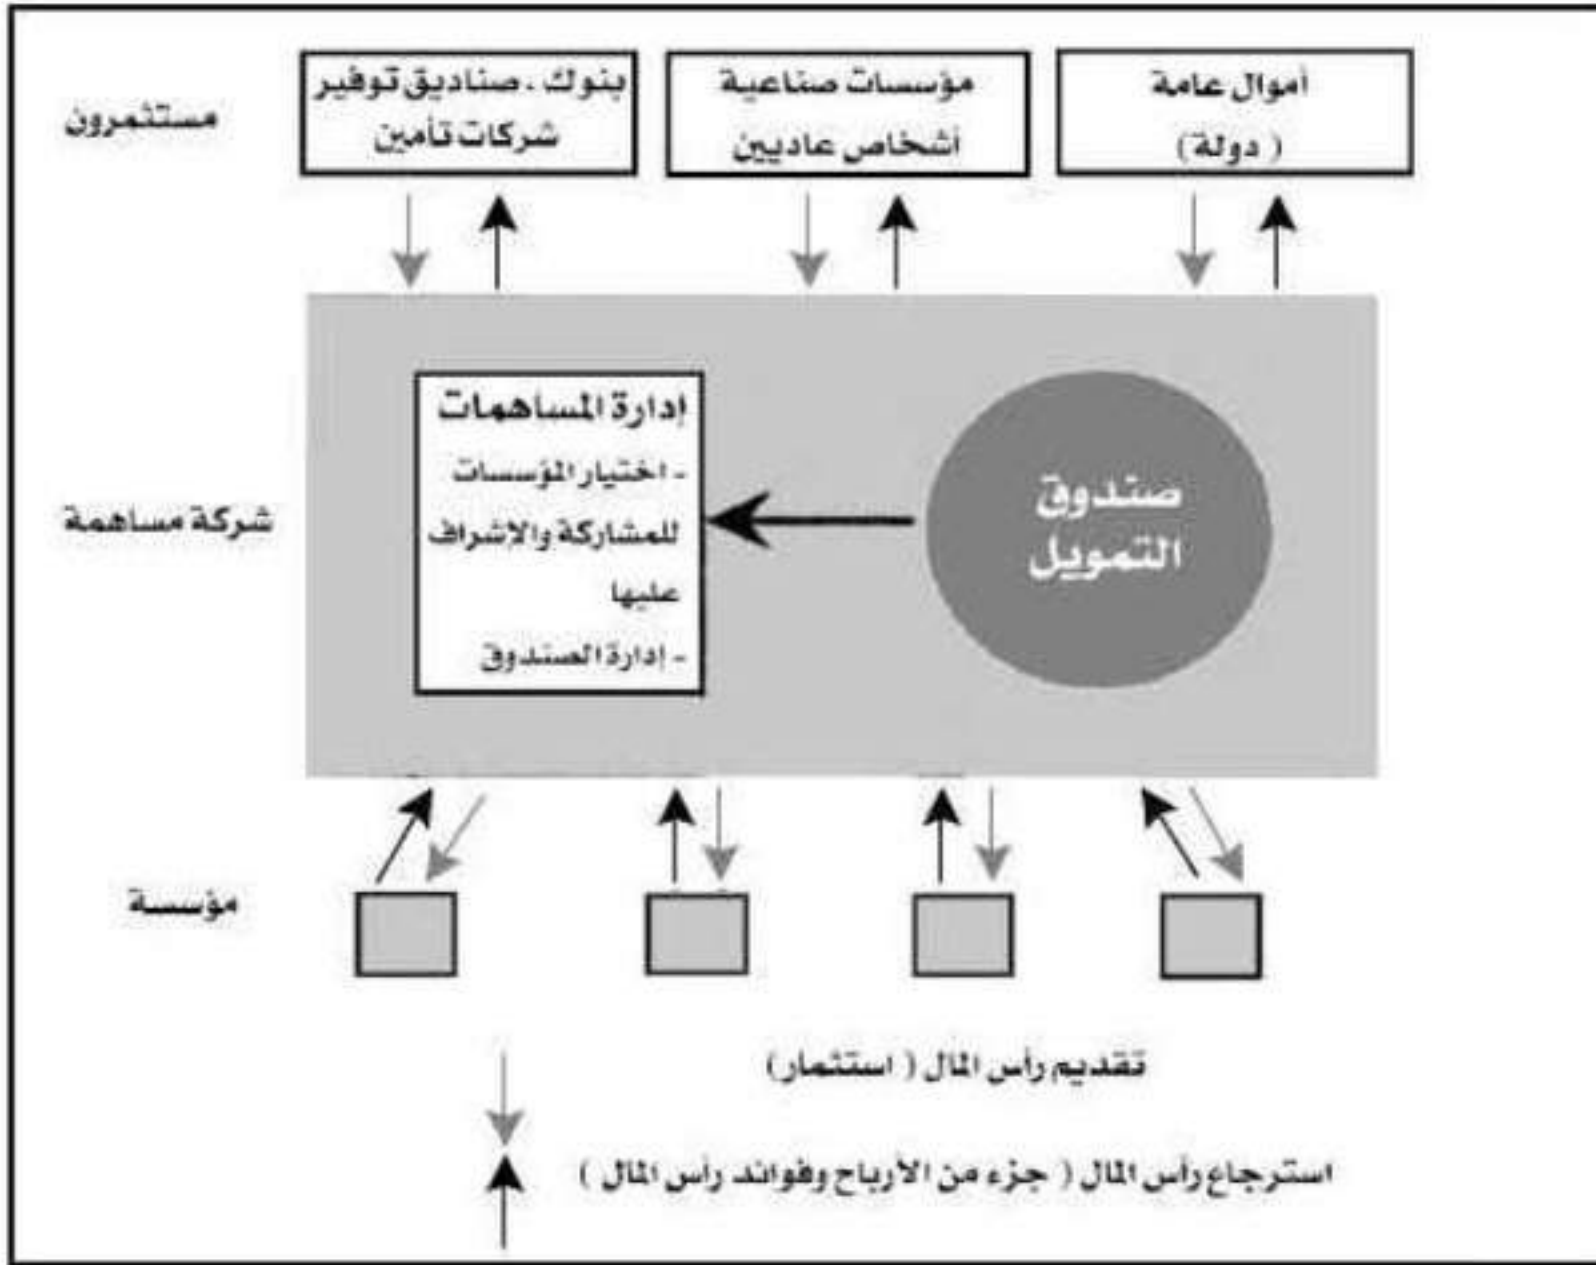 مستثمرون
أموال عامة
( دولة)
مؤسسات صناعية
أشخاص عاديين
بنوك . صناديق توفير
شركات تأمين
شركة مساهمة
صندوق
التمويل
إدارة المساهمات
- اختيار المؤسسات
للمشاركة والاشراف
عليها
- إدارة الصندوق
مؤسسة
تقديم رأس المال ( استثمار)
استرجاع رأس المال ( جزء من الأرباح وفوائد رأس المال )